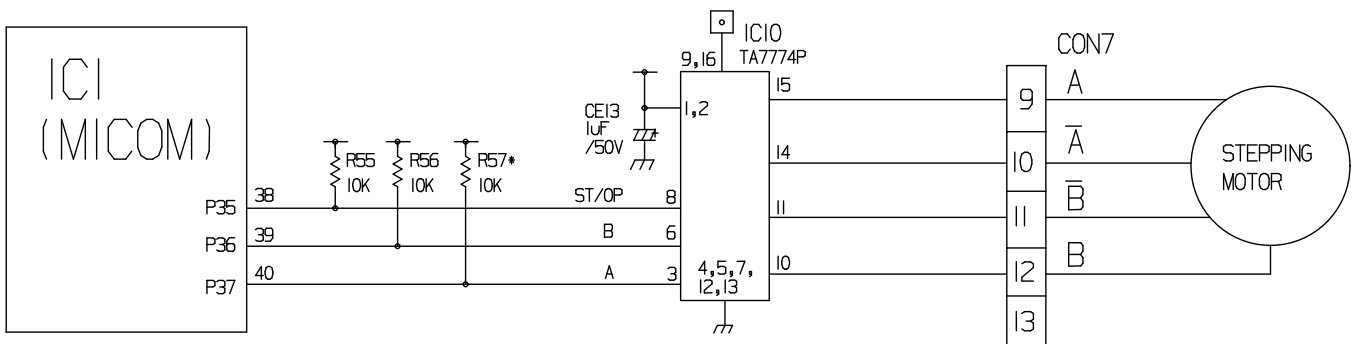 IC1
(MICOM)
P35
38
P36
39
P37
40
R55
10K
R56
10K
R57*
10K
ST/OP
B
A
CE13
1uF
/50V
+
9,16
IC10
TA7774P
1,2
8
6
3
4,5,7,
12,13
15
14
11
10
CON7
9
10
11
12
13
A
A̅
B̅
B
STEPPING
MOTOR